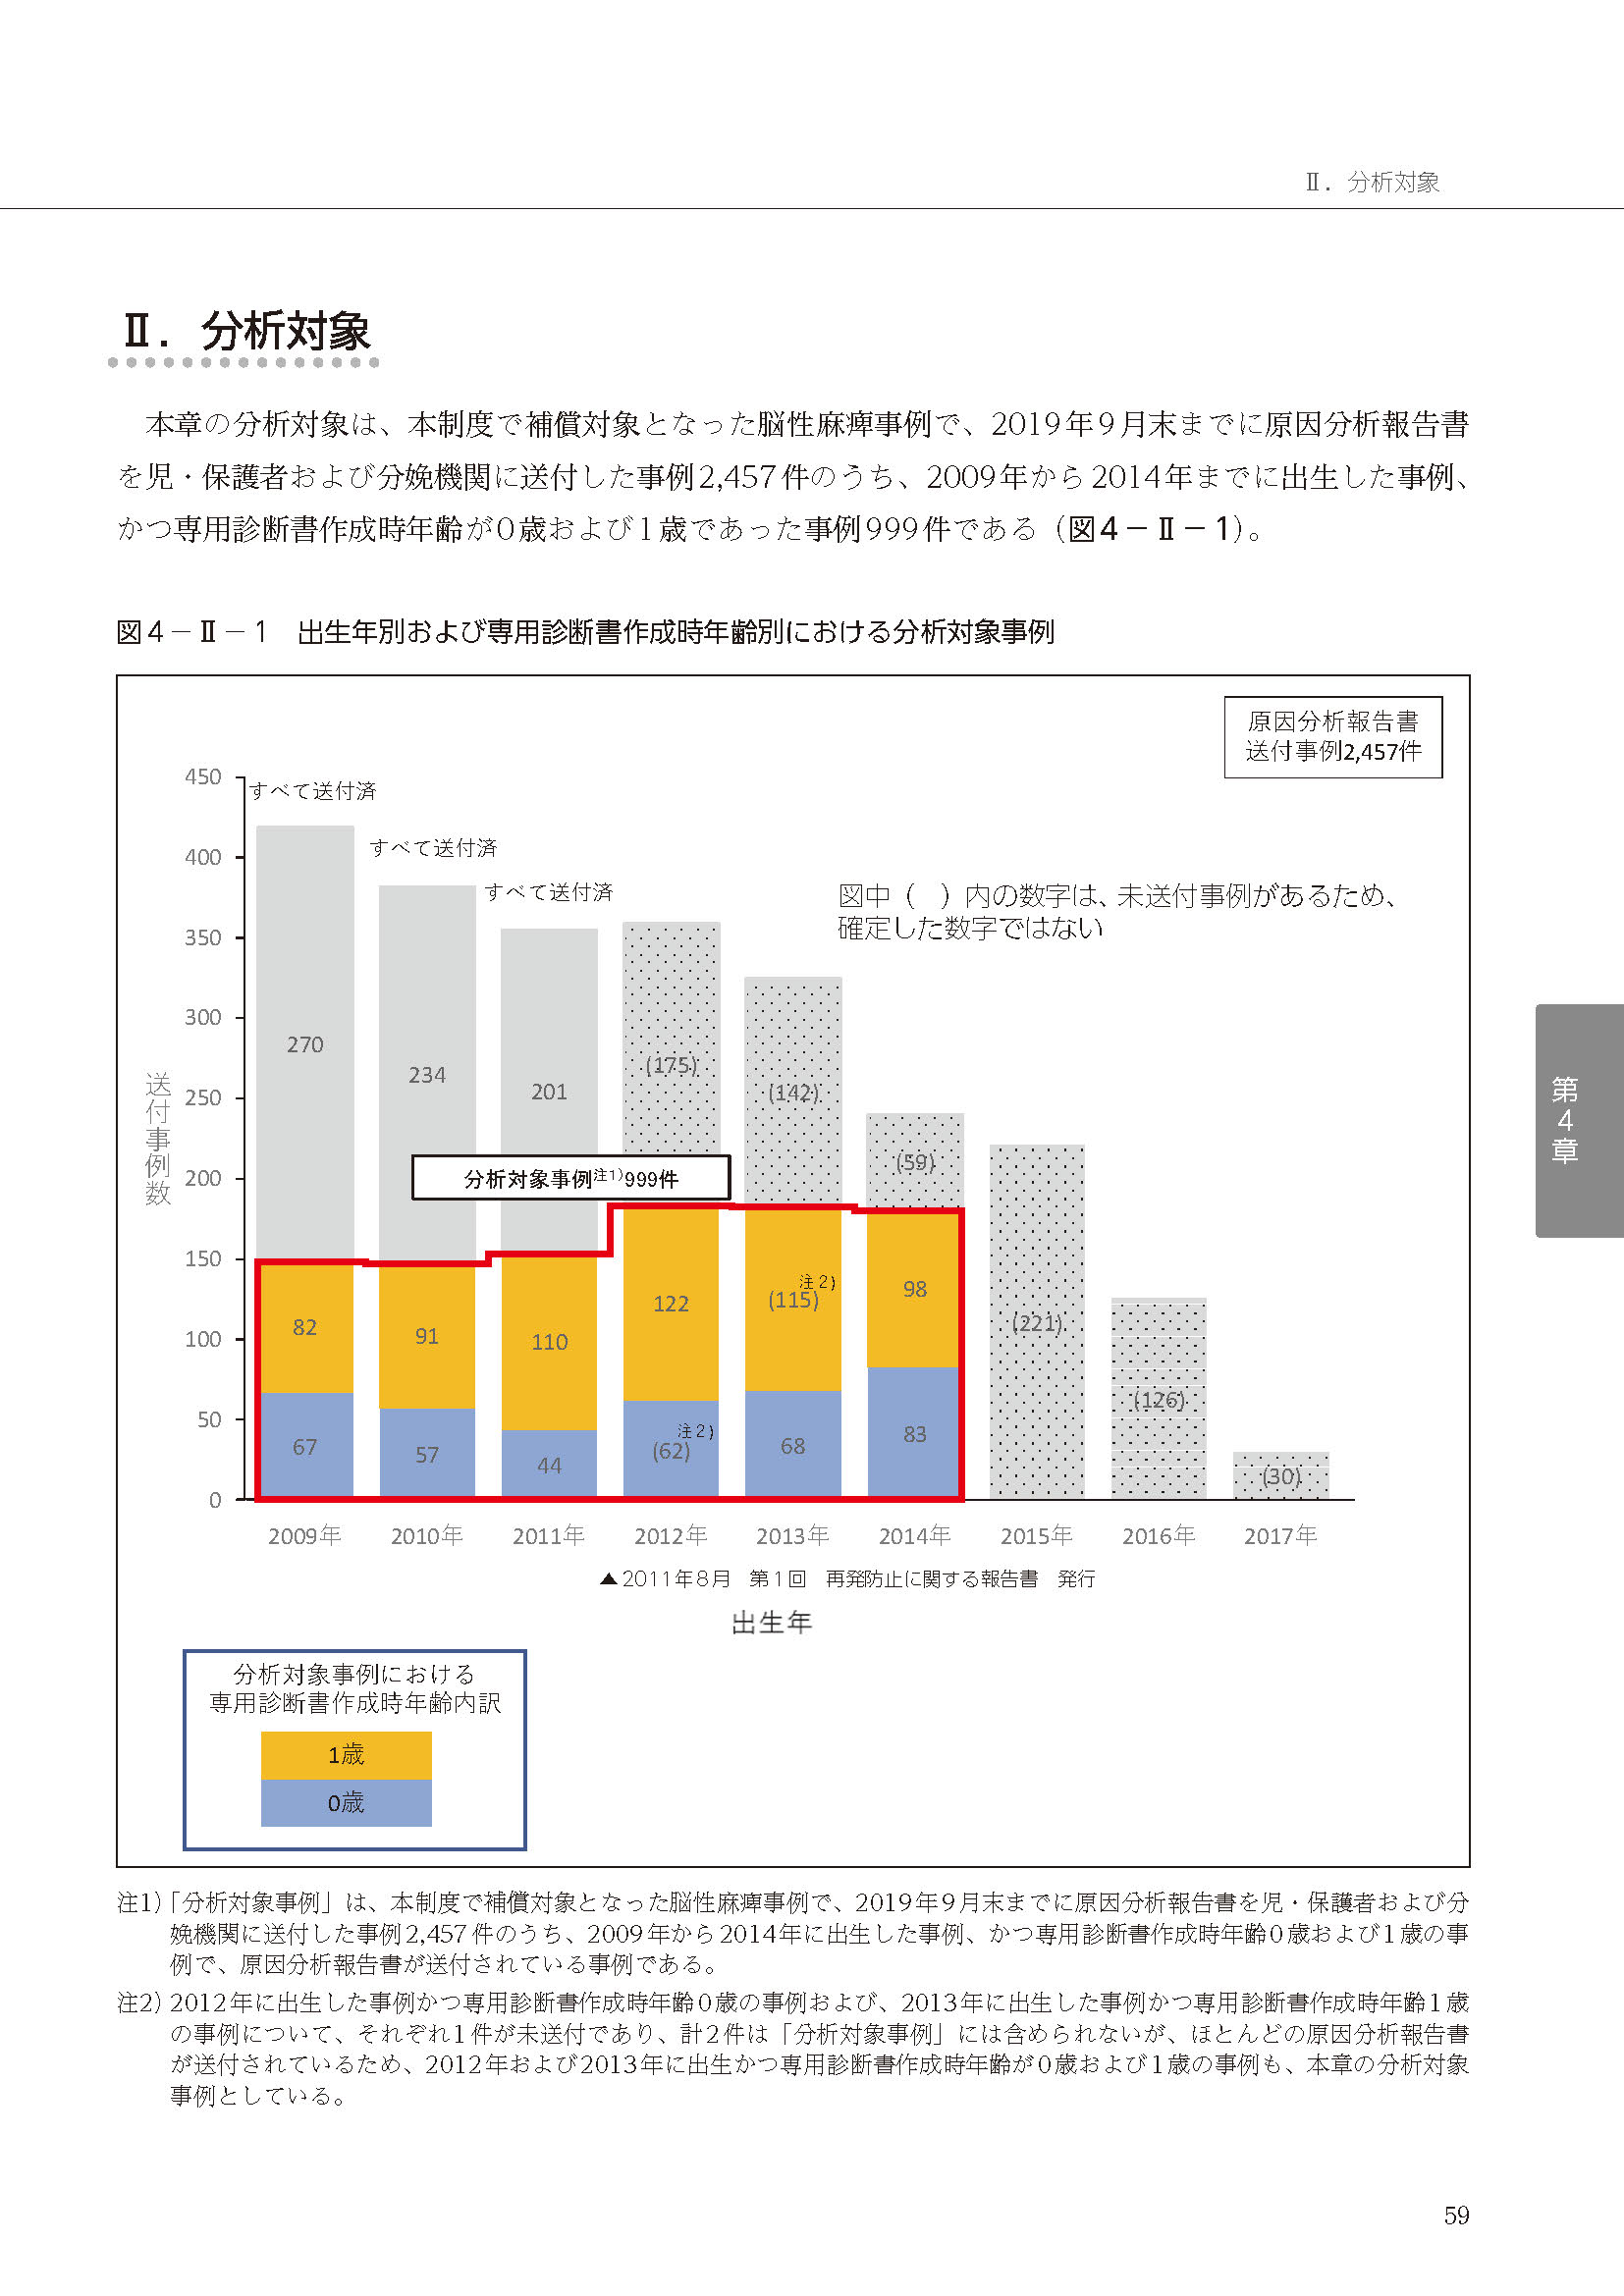 Ⅱ．分析対象
Ⅱ．分析対象
本章の分析対象は、本制度で補償対象となった脳性麻痺事例で、2019年９月末までに原因分析報告書
を児・保護者および分娩機関に送付した事例2,457件のうち、2009年から2014年までに出生した事例、
かつ専用診断書作成時年齢が０歳および１歳であった事例999件である（図４－Ⅱ－１）。
図４－Ⅱ－１　出生年別および専用診断書作成時年齢別における分析対象事例
原因分析報告書
送付事例2,457件
450
すべて送付済
400
すべて送付済
すべて送付済
図中（　）内の数字は、未送付事例があるため、
確定した数字ではない
350
300
250
200
150
100
50
0
送付事例数
270
234
201
(175)
(142)
(59)
分析対象事例注1)999件
82
91
110
122
注２)
(115)
98
(221)
(126)
(30)
67
57
44
注２)
(62)
68
83
2009年 2010年 2011年 2012年 2013年 2014年 2015年 2016年 2017年
▲2011年８月　第１回　再発防止に関する報告書　発行
出生年
分析対象事例における
専用診断書作成時年齢内訳
1歳
0歳
第4章
注1）「分析対象事例」は、本制度で補償対象となった脳性麻痺事例で、2019年９月末までに原因分析報告書を児・保護者および分
娩機関に送付した事例2,457件のうち、2009年から2014年に出生した事例、かつ専用診断書作成時年齢０歳および１歳の事
例で、原因分析報告書が送付されている事例である。
注2）2012年に出生した事例かつ専用診断書作成時年齢０歳の事例および、2013年に出生した事例かつ専用診断書作成時年齢１歳
の事例について、それぞれ１件が未送付であり、計２件は「分析対象事例」には含められないが、ほとんどの原因分析報告書
が送付されているため、2012年および2013年に出生かつ専用診断書作成時年齢が０歳および１歳の事例も、本章の分析対象
事例としている。
59